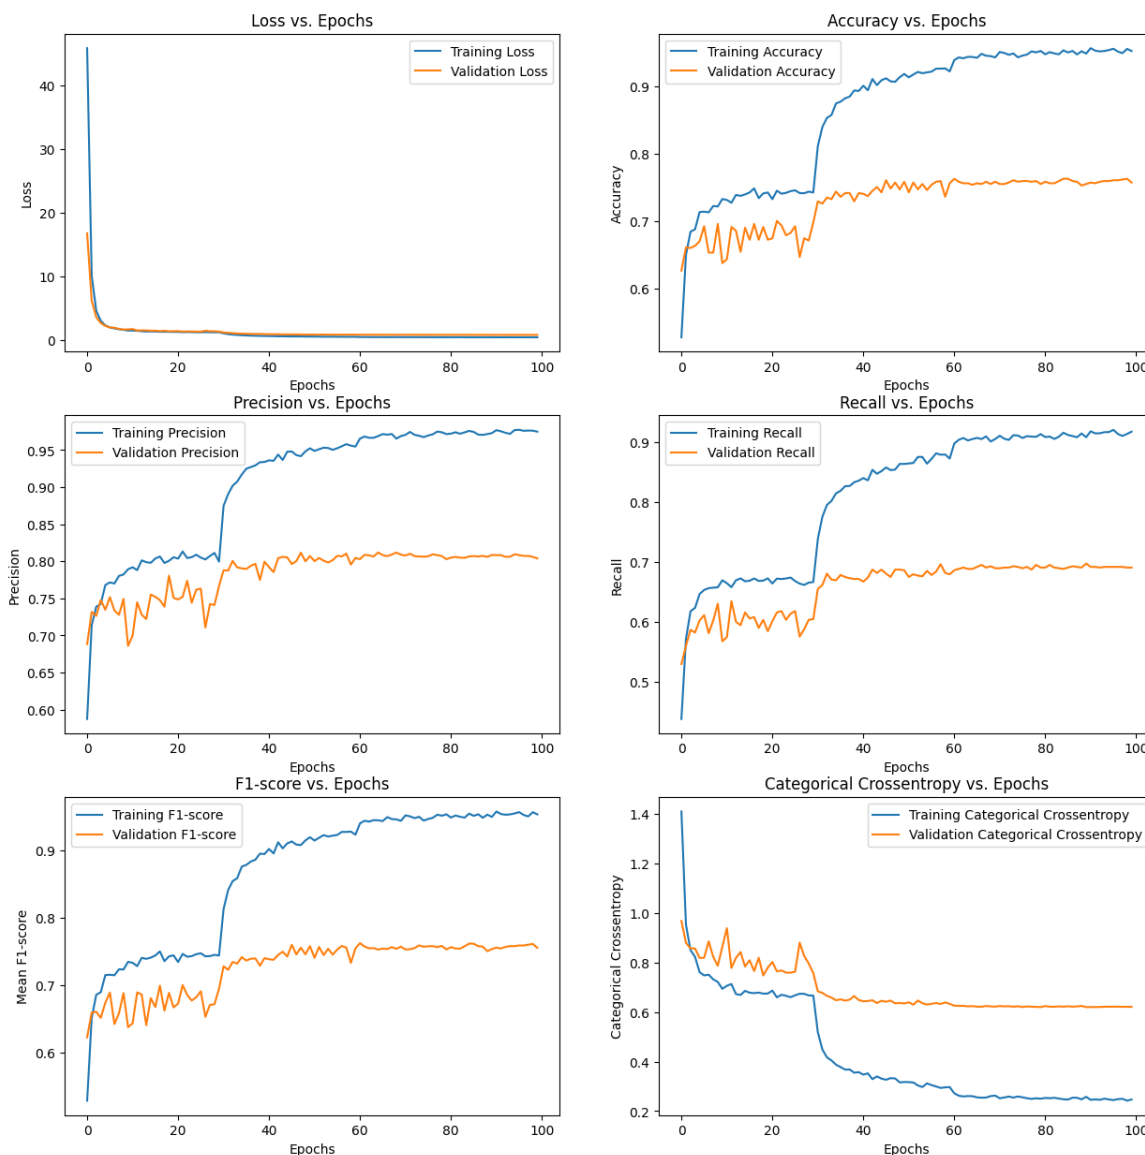 Loss vs. Epochs
Training Loss
Validation Loss
40
30
20
10
0
Loss
0 20 40 60 80 100
Epochs
Accuracy vs. Epochs
Training Accuracy
Validation Accuracy
0.9
0.8
0.7
0.6
Accuracy
0 20 40 60 80 100
Epochs
Precision vs. Epochs
Training Precision
Validation Precision
0.95
0.90
0.85
0.80
0.75
0.70
0.65
0.60
Precision
0 20 40 60 80 100
Epochs
Recall vs. Epochs
Training Recall
Validation Recall
0.9
0.8
0.7
0.6
0.5
Recall
0 20 40 60 80 100
Epochs
F1-score vs. Epochs
Training F1-score
Validation F1-score
0.9
0.8
0.7
0.6
Mean F1-score
0 20 40 60 80 100
Epochs
Categorical Crossentropy vs. Epochs
Training Categorical Crossentropy
Validation Categorical Crossentropy
1.4
1.2
1.0
0.8
0.6
0.4
0.2
Categorical Crossentropy
0 20 40 60 80 100
Epochs